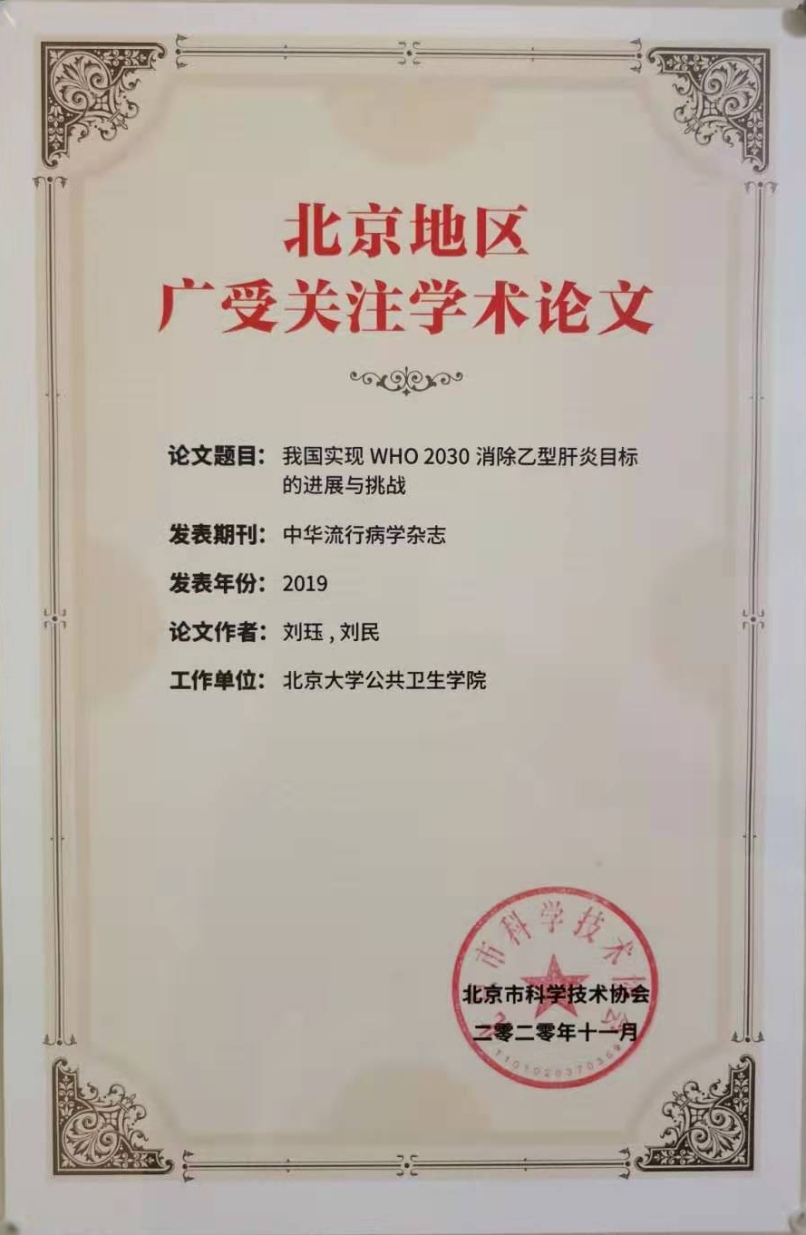 北京地区
广受关注学术论文
论文题目： 我国实现 WHO 2030 消除乙型肝炎目标
的进展与挑战
发表期刊： 中华流行病学杂志
发表年份： 2019
论文作者： 刘珏 , 刘民
工作单位： 北京大学公共卫生学院
市科学技术
北京市科学技术协会
二零二零年十一月